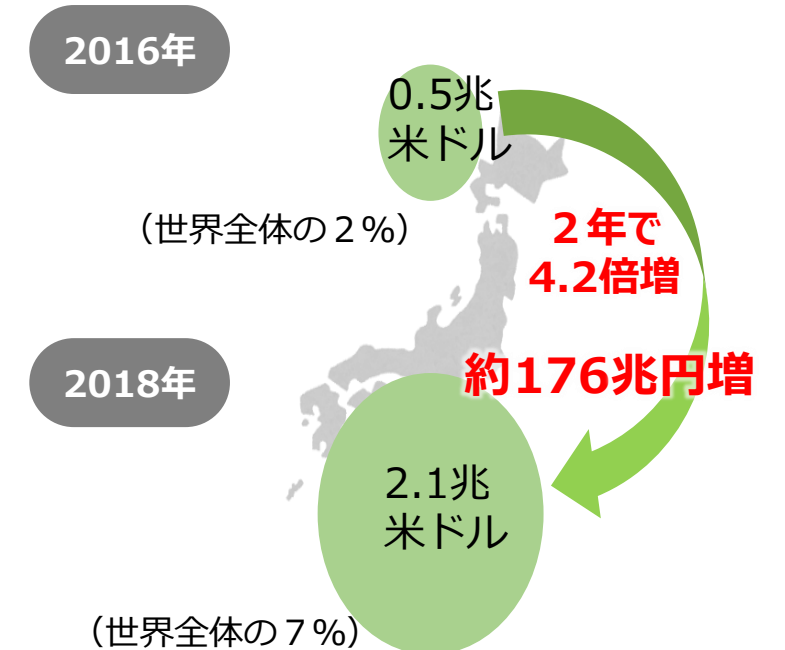 2016年
0.5兆
米ドル
（世界全体の２%）
２年で
4.2倍増
約176兆円増
2018年
2.1兆
米ドル
（世界全体の７%）